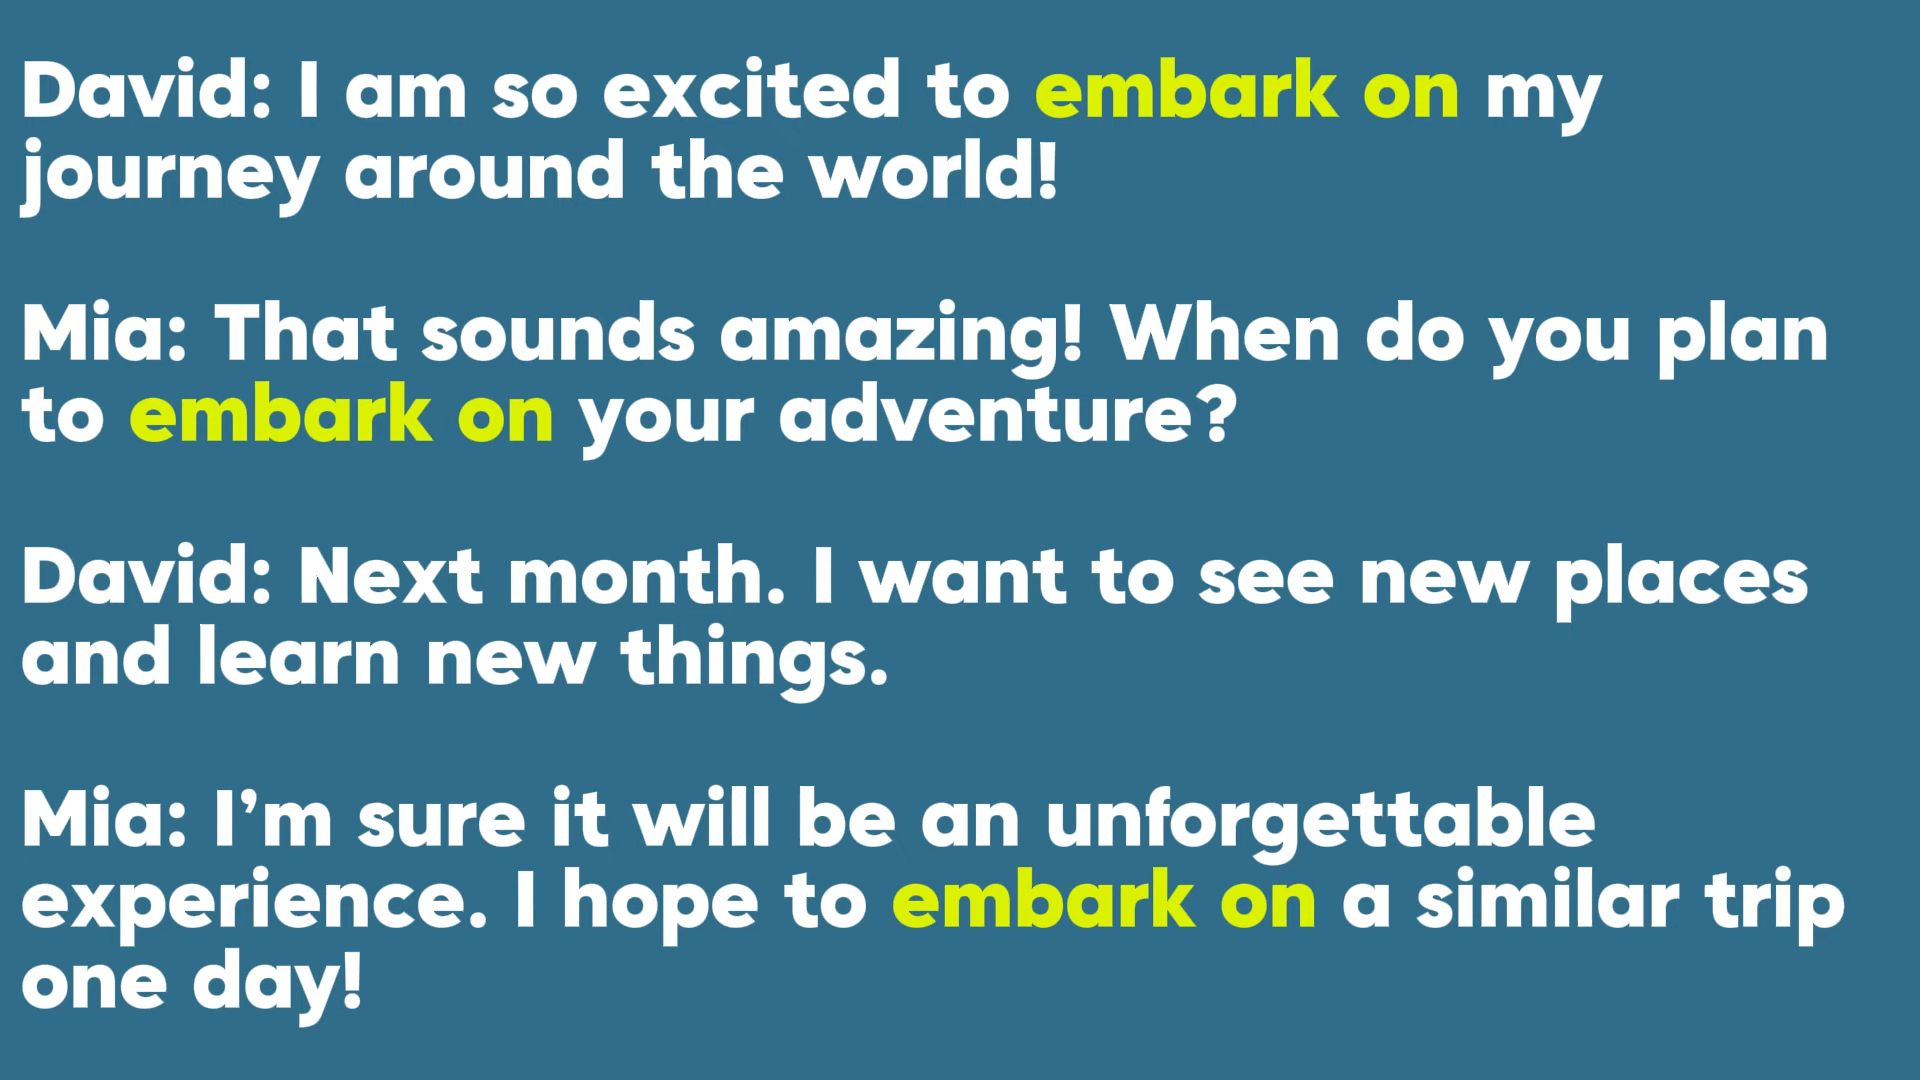 David: I am so excited to embark on my
journey around the world!
Mia: That sounds amazing! When do you plan
to embark on your adventure?
David: Next month. I want to see new places
and learn new things.
Mia: I’m sure it will be an unforgettable
experience. I hope to embark on a similar trip
one day!